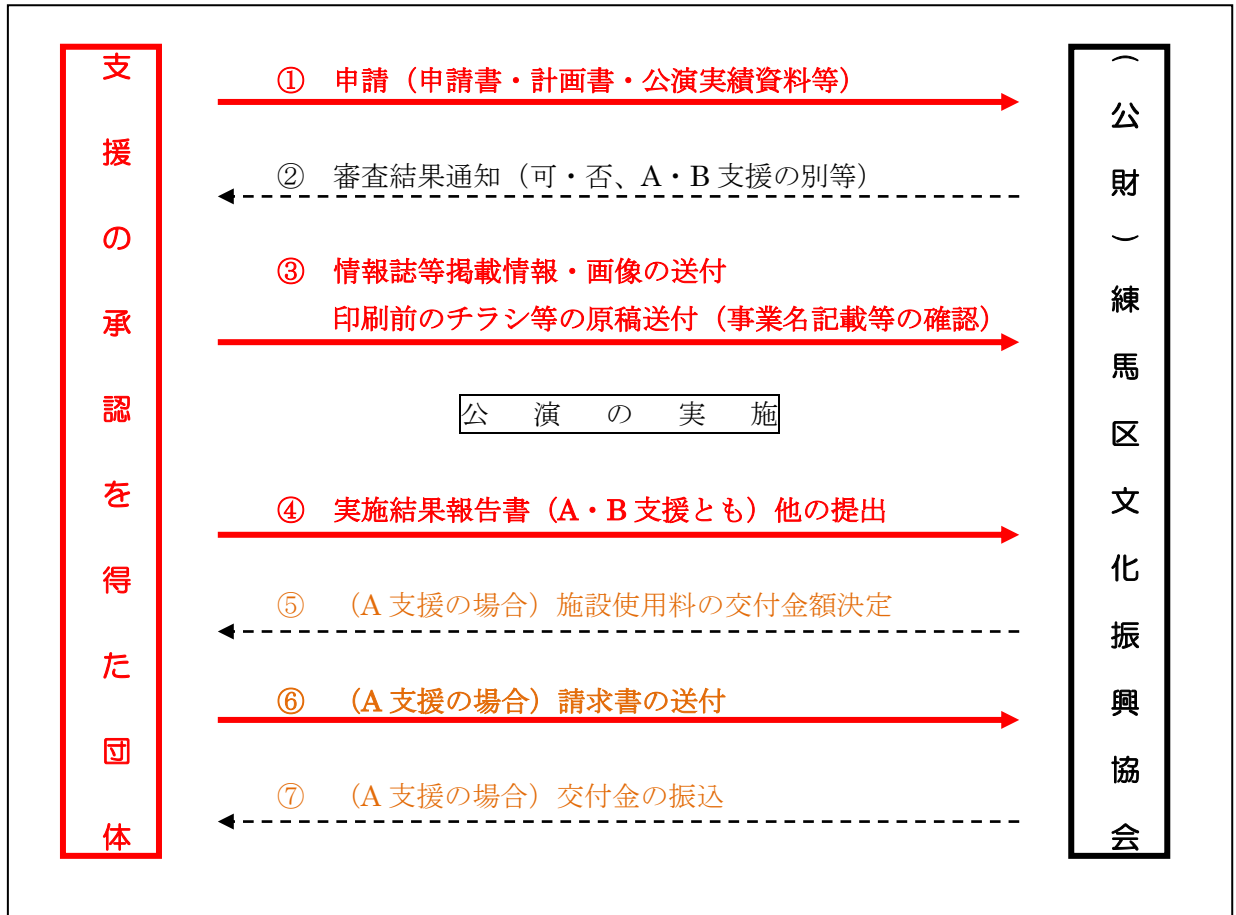 支援の承認を得た団体
① 申請（申請書・計画書・公演実績資料等）
② 審査結果通知（可・否、A・B 支援の別等）
③ 情報誌等掲載情報・画像の送付
印刷前のチラシ等の原稿送付（事業名記載等の確認）
公演の実施
④ 実施結果報告書（A・B 支援とも）他の提出
⑤ （A 支援の場合）施設使用料の交付金額決定
⑥ （A 支援の場合）請求書の送付
⑦ （A 支援の場合）交付金の振込
（公財）練馬区文化振興協会